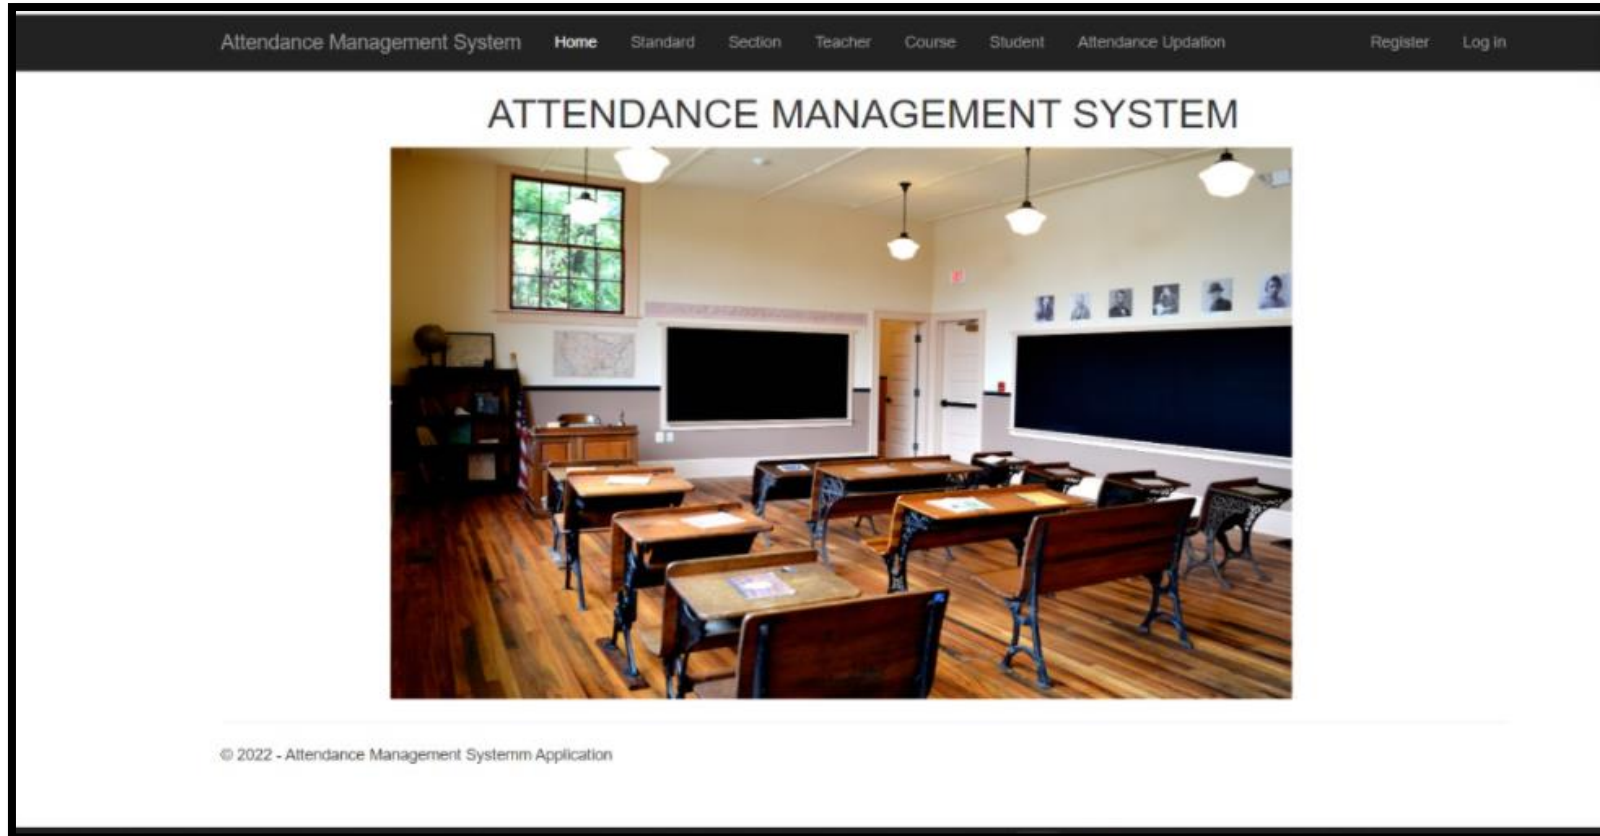 Attendance Management System Home Standard Section Teacher Course Student Attendance Updation Register Log in
ATTENDANCE MANAGEMENT SYSTEM
© 2022 - Attendance Management Systemm Application